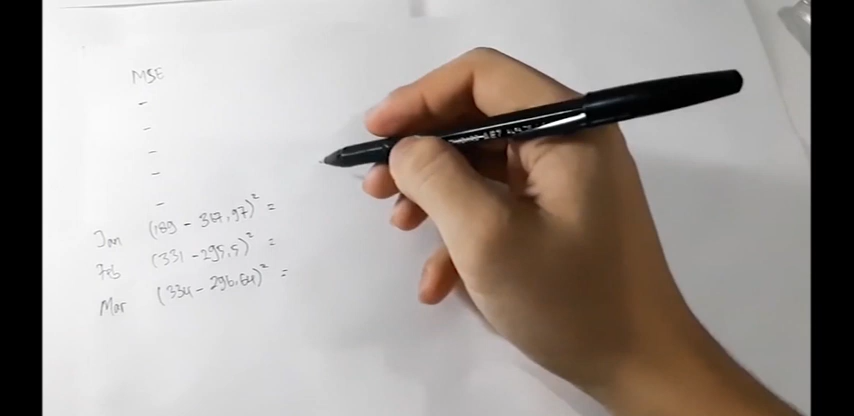 MSE
-
-
-
-
-
Jan (189 - 317,97)² =
Feb (331 - 295,5)² =
Mar (334 - 296,64)² =